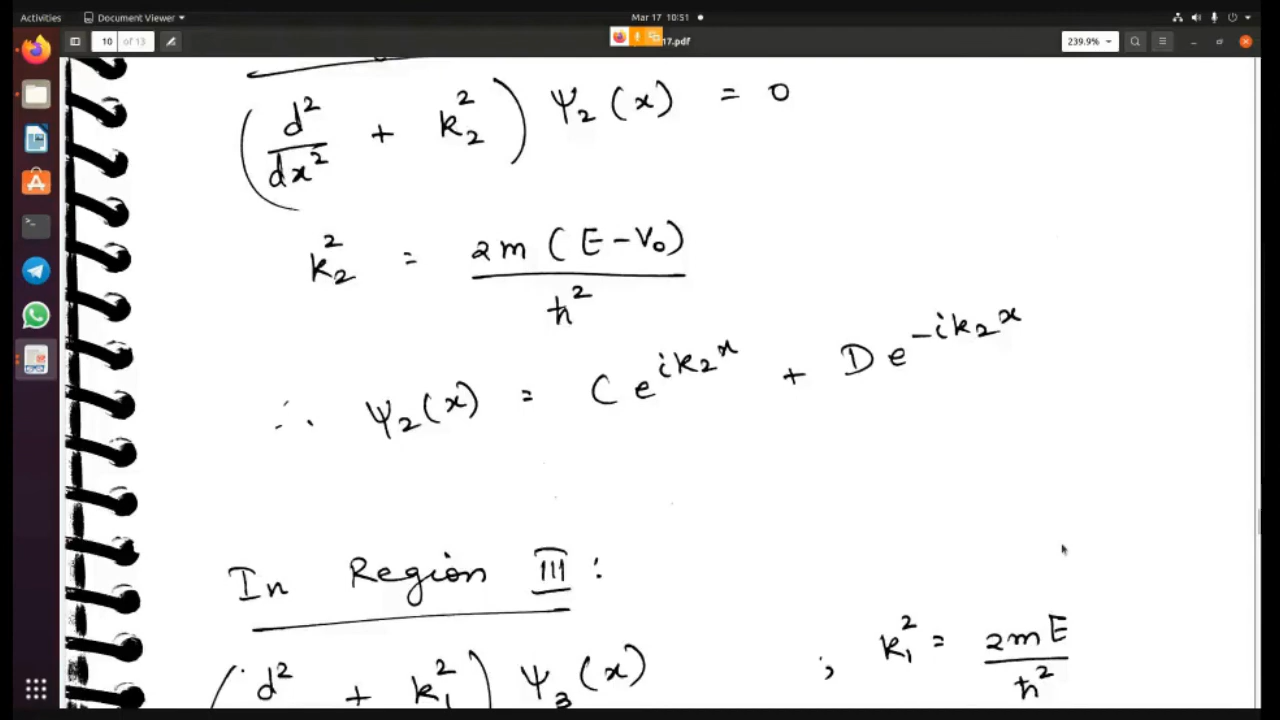 Activities Document Viewer Mar 17 10:51
10 of 13 17.pdf 239.9%
(d²/dx² + k₂²) Ψ₂(x) = 0
k₂² = 2m(E-V₀)/ħ²
∴ Ψ₂(x) = C e^{ik₂x} + D e^{-ik₂x}
In Region III :
(d² + k₁²) Ψ₃(x) ; k₁² = 2mE/ħ²